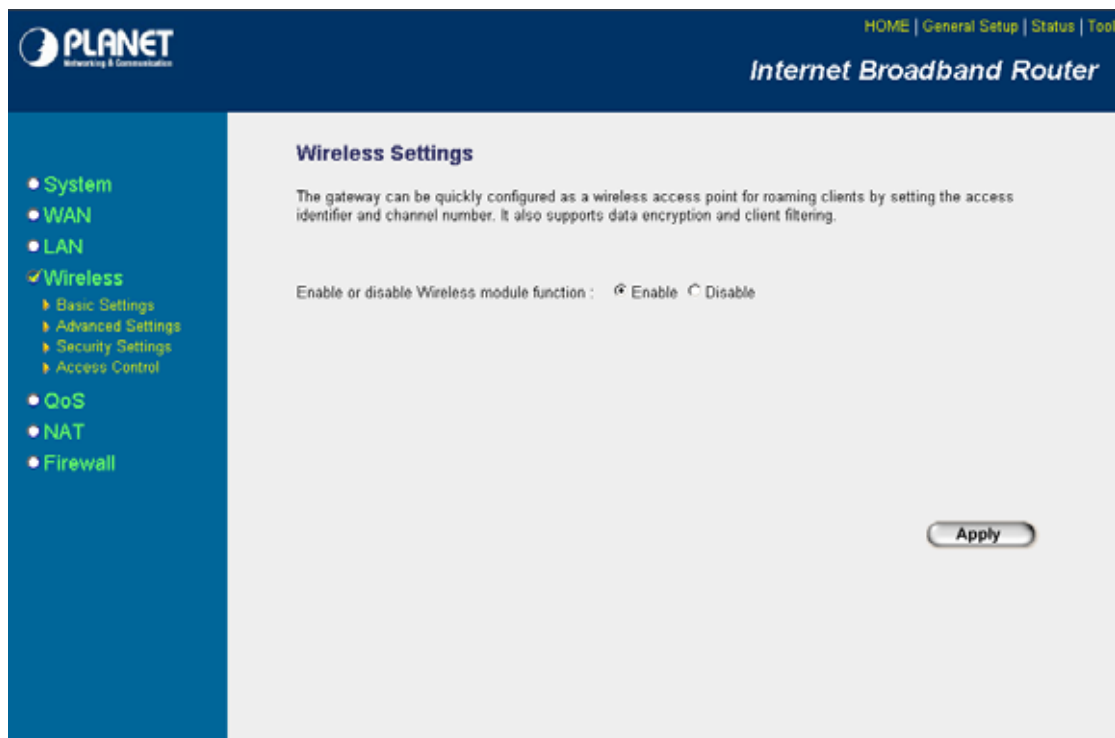 PLANET
Networking & Communication
HOME | General Setup | Status | Tool
Internet Broadband Router
System
WAN
LAN
Wireless
Basic Settings
Advanced Settings
Security Settings
Access Control
QoS
NAT
Firewall
Wireless Settings
The gateway can be quickly configured as a wireless access point for roaming clients by setting the access
identifier and channel number. It also supports data encryption and client filtering.
Enable or disable Wireless module function : Enable Disable
Apply